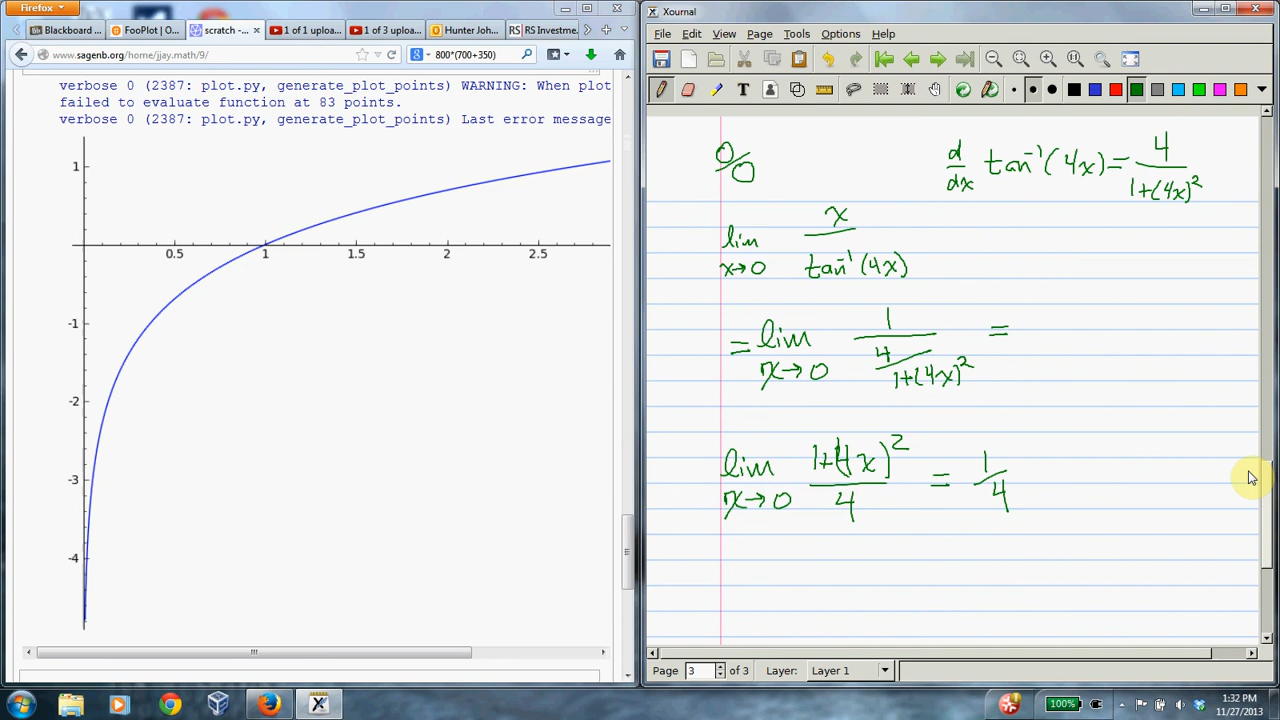 Firefox
Xournal
Blackboard
FooPlot | O...
scratch -...
1 of 1 uploa...
1 of 3 uploa...
Hunter Joh...
RS Investme...
www.sagenb.org/home/jjay.math/9/
800*(700+350)
File Edit View Page Tools Options Help
verbose 0 (2387: plot.py, generate_plot_points) WARNING: When plot
failed to evaluate function at 83 points.
verbose 0 (2387: plot.py, generate_plot_points) Last error message
1
0.5 1 1.5 2 2.5
-1
-2
-3
-4
0/0
d/dx tan⁻¹(4x) = 4/(1+(4x)²)
lim x→0 x/tan⁻¹(4x)
= lim x→0 1/(4/(1+(4x)²)) =
lim x→0 (1+(4x)²)/4 = 1/4
Page 3 of 3 Layer: Layer 1
100%
1:32 PM
11/27/2013